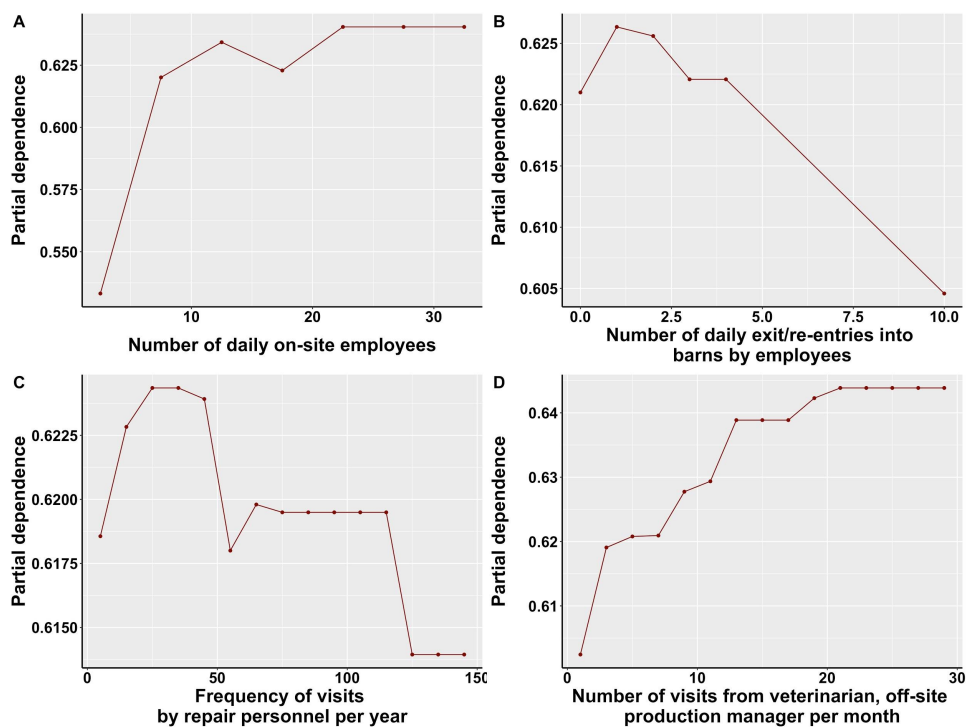 A
Partial dependence
0.625
0.600
0.575
0.550
10
20
30
Number of daily on-site employees
B
Partial dependence
0.625
0.620
0.615
0.610
0.605
0.0
2.5
5.0
7.5
10.0
Number of daily exit/re-entries into
barns by employees
C
Partial dependence
0.6225
0.6200
0.6175
0.6150
0
50
100
150
Frequency of visits
by repair personnel per year
D
Partial dependence
0.64
0.63
0.62
0.61
0
10
20
30
Number of visits from veterinarian, off-site
production manager per month